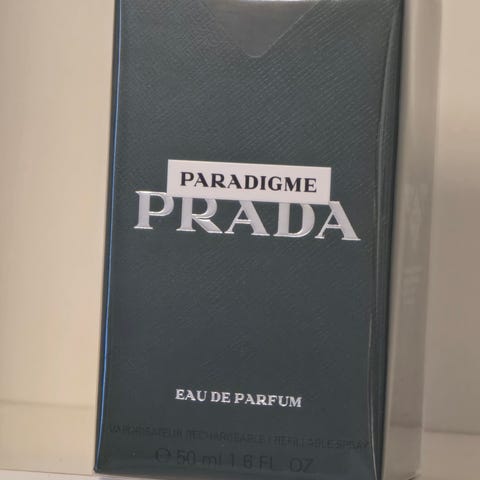 PARADIGME
PRADA
EAU DE PARFUM
VAPORISATEUR RECHARGEABLE | REFILLABLE SPRAY
℮ 50 ml 1.6 FL. OZ